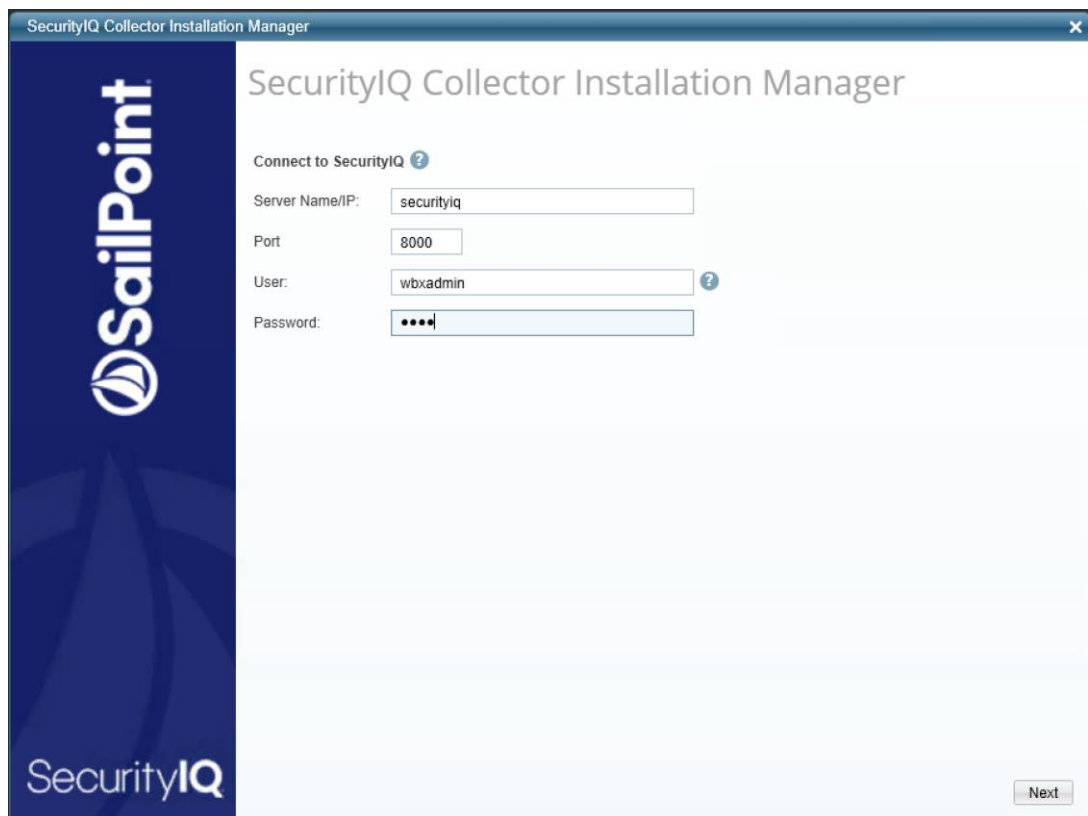 SecurityIQ Collector Installation Manager
SailPoint
SecurityIQ Collector Installation Manager
Connect to SecurityIQ ?
Server Name/IP: securityiq
Port 8000
User: wbxadmin ?
Password: ••••
SecurityIQ
Next